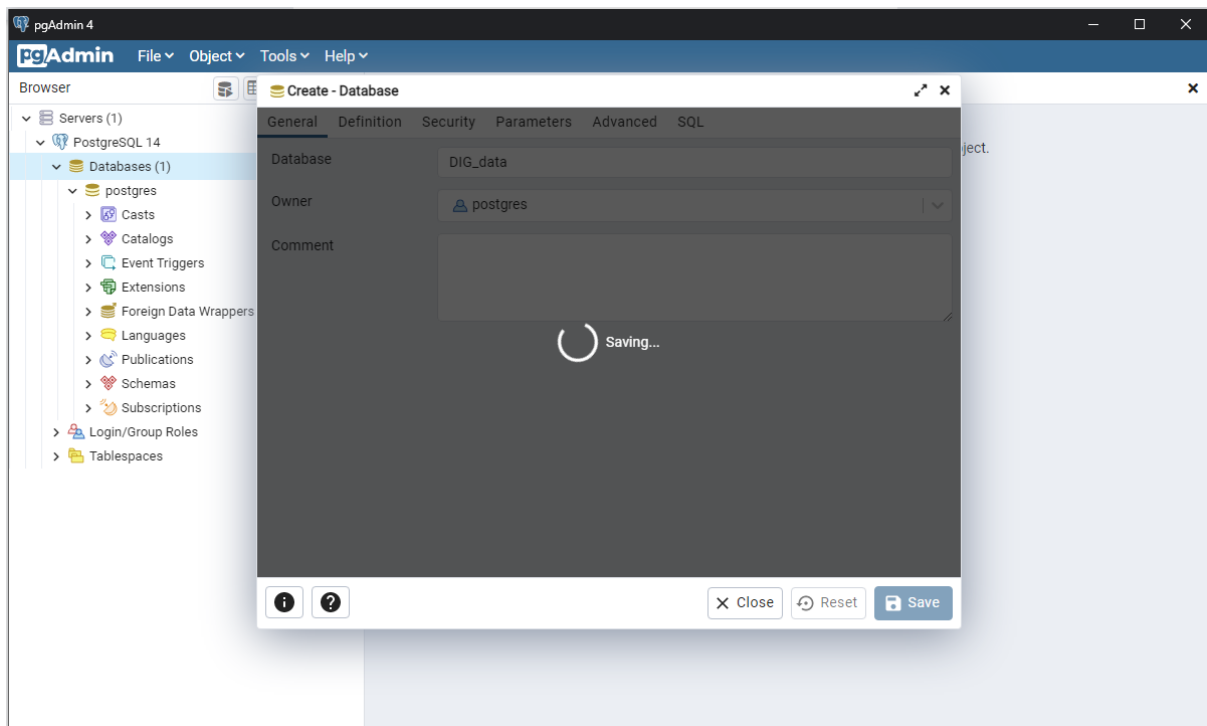 pgAdmin 4
pgAdmin File Object Tools Help
Browser
Create - Database
Servers (1)
General Definition Security Parameters Advanced SQL
PostgreSQL 14
ject.
Databases (1)
Database DIG_data
postgres
Owner postgres
Casts
Catalogs
Comment
Event Triggers
Extensions
Foreign Data Wrappers
Languages
Saving...
Publications
Schemas
Subscriptions
Login/Group Roles
Tablespaces
Close Reset Save